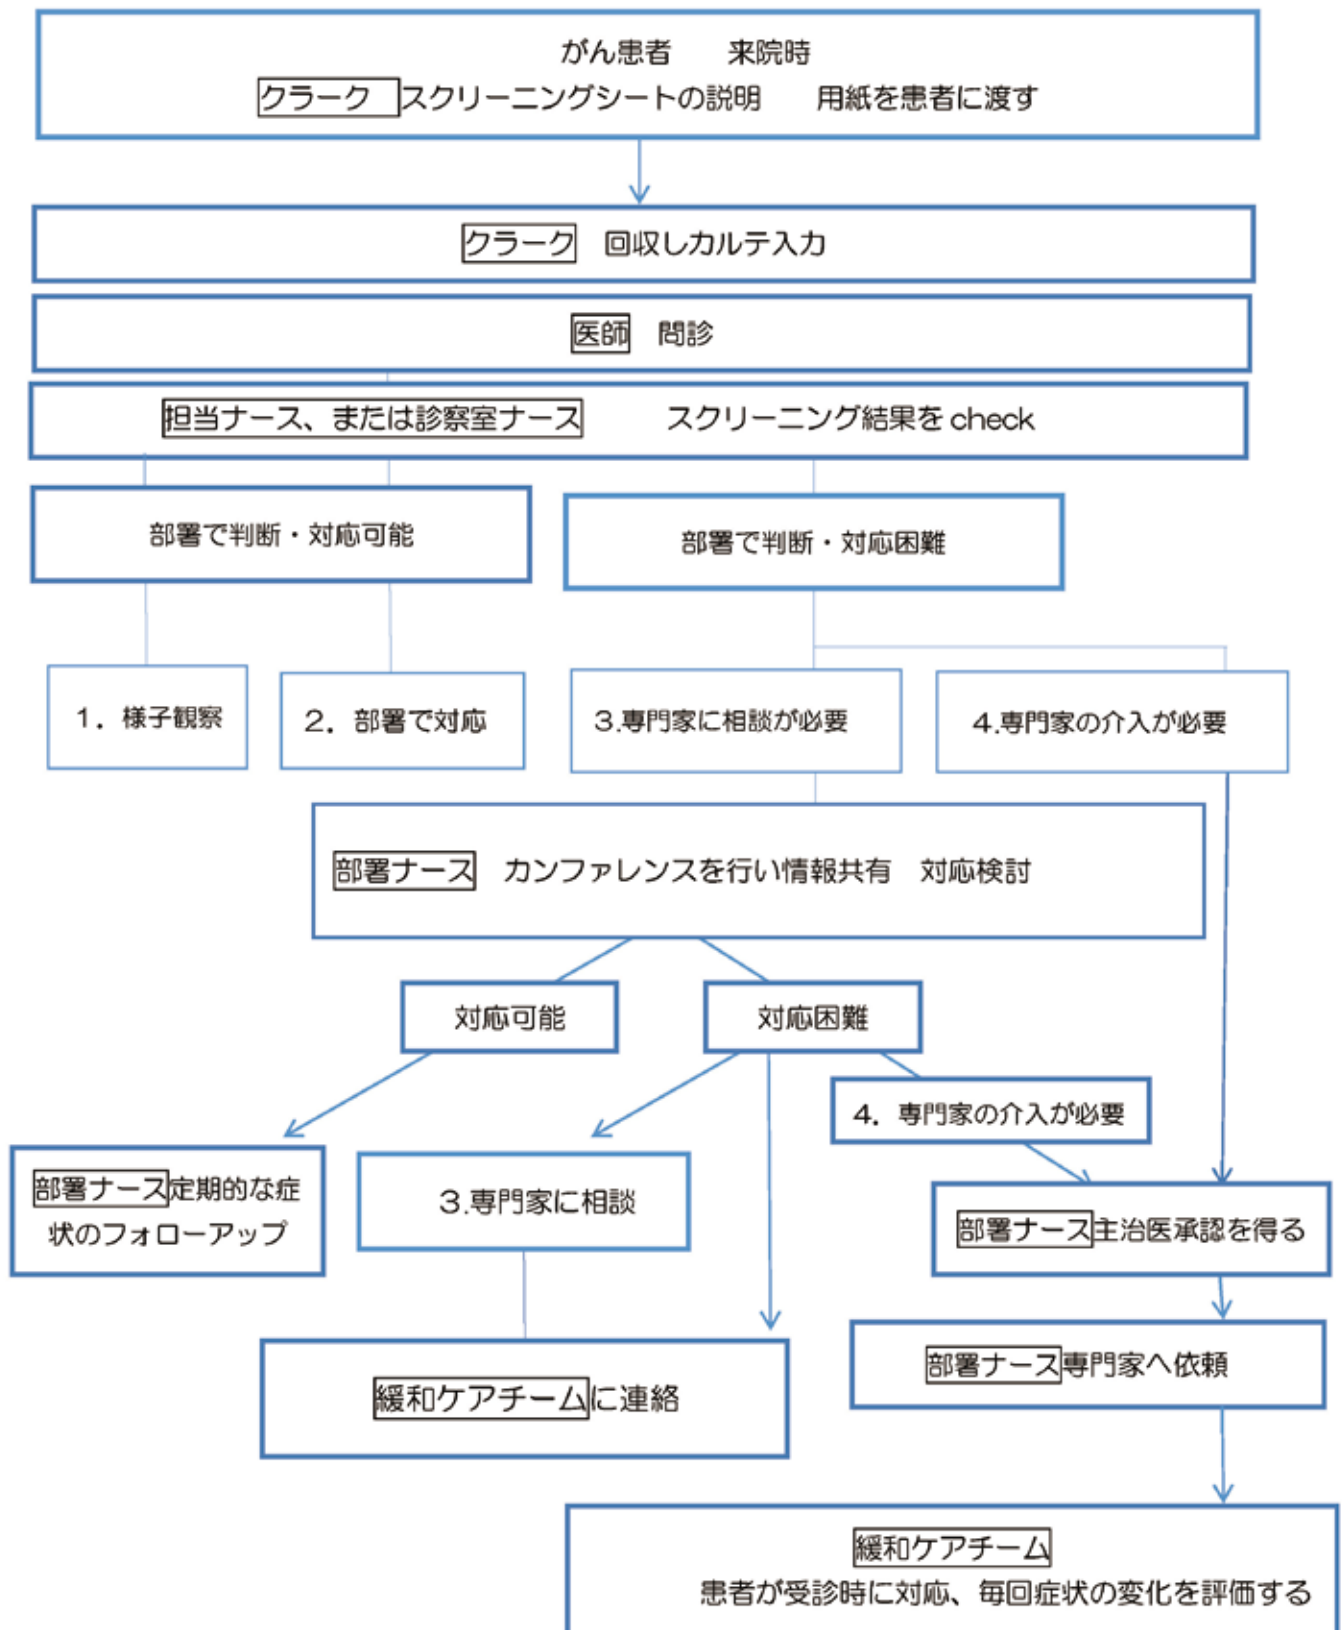 がん患者　　来院時
クラーク　スクリーニングシートの説明　　用紙を患者に渡す
クラーク　回収しカルテ入力
医師　問診
担当ナース、または診察室ナース　　　スクリーニング結果を check
部署で判断・対応可能
部署で判断・対応困難
１．様子観察
２．部署で対応
３.専門家に相談が必要
４.専門家の介入が必要
部署ナース　カンファレンスを行い情報共有　対応検討
対応可能
対応困難
４．専門家の介入が必要
部署ナース定期的な症
状のフォローアップ
３.専門家に相談
部署ナース主治医承認を得る
部署ナース専門家へ依頼
緩和ケアチームに連絡
緩和ケアチーム
患者が受診時に対応、毎回症状の変化を評価する